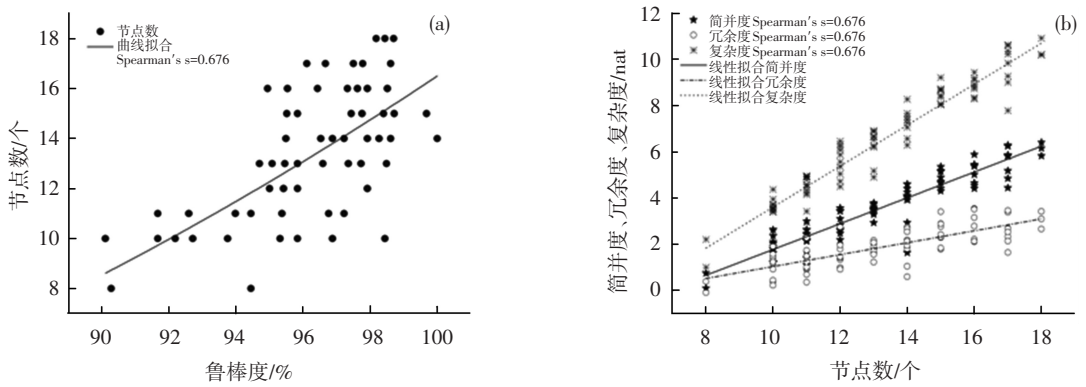 (a)
节点数
曲线拟合
Spearman's s=0.676
18
16
14
12
10
8
节点数/个
90 92 94 96 98 100
鲁棒度/%
(b)
简并度Spearman's s=0.676
冗余度Spearman's s=0.676
复杂度Spearman's s=0.676
线性拟合简并度
线性拟合冗余度
线性拟合复杂度
12
10
8
6
4
2
0
简并度、冗余度、复杂度/nat
8 10 12 14 16 18
节点数/个